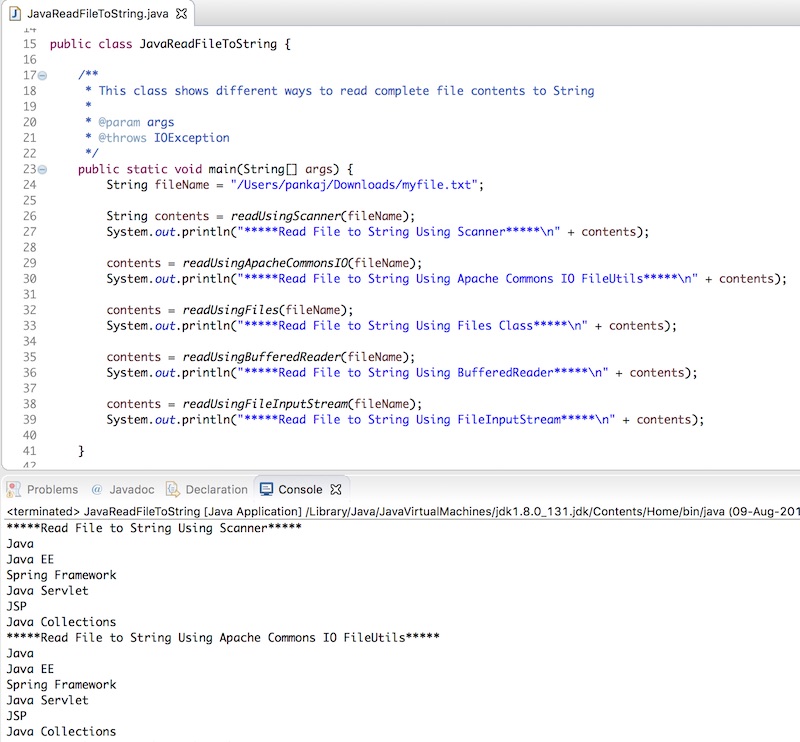 JavaReadFileToString.java
14
15 public class JavaReadFileToString {
16
17     /**
18      * This class shows different ways to read complete file contents to String
19      *
20      * @param args
21      * @throws IOException
22      */
23     public static void main(String[] args) {
24         String fileName = "/Users/pankaj/Downloads/myfile.txt";
25
26         String contents = readUsingScanner(fileName);
27         System.out.println("*****Read File to String Using Scanner*****\n" + contents);
28
29         contents = readUsingApacheCommonsIO(fileName);
30         System.out.println("*****Read File to String Using Apache Commons IO FileUtils*****\n" + contents);
31
32         contents = readUsingFiles(fileName);
33         System.out.println("*****Read File to String Using Files Class*****\n" + contents);
34
35         contents = readUsingBufferedReader(fileName);
36         System.out.println("*****Read File to String Using BufferedReader*****\n" + contents);
37
38         contents = readUsingFileInputStream(fileName);
39         System.out.println("*****Read File to String Using FileInputStream*****\n" + contents);
40
41     }
42
Problems @ Javadoc Declaration Console
<terminated> JavaReadFileToString [Java Application] /Library/Java/JavaVirtualMachines/jdk1.8.0_131.jdk/Contents/Home/bin/java (09-Aug-201
*****Read File to String Using Scanner*****
Java
Java EE
Spring Framework
Java Servlet
JSP
Java Collections
*****Read File to String Using Apache Commons IO FileUtils*****
Java
Java EE
Spring Framework
Java Servlet
JSP
Java Collections